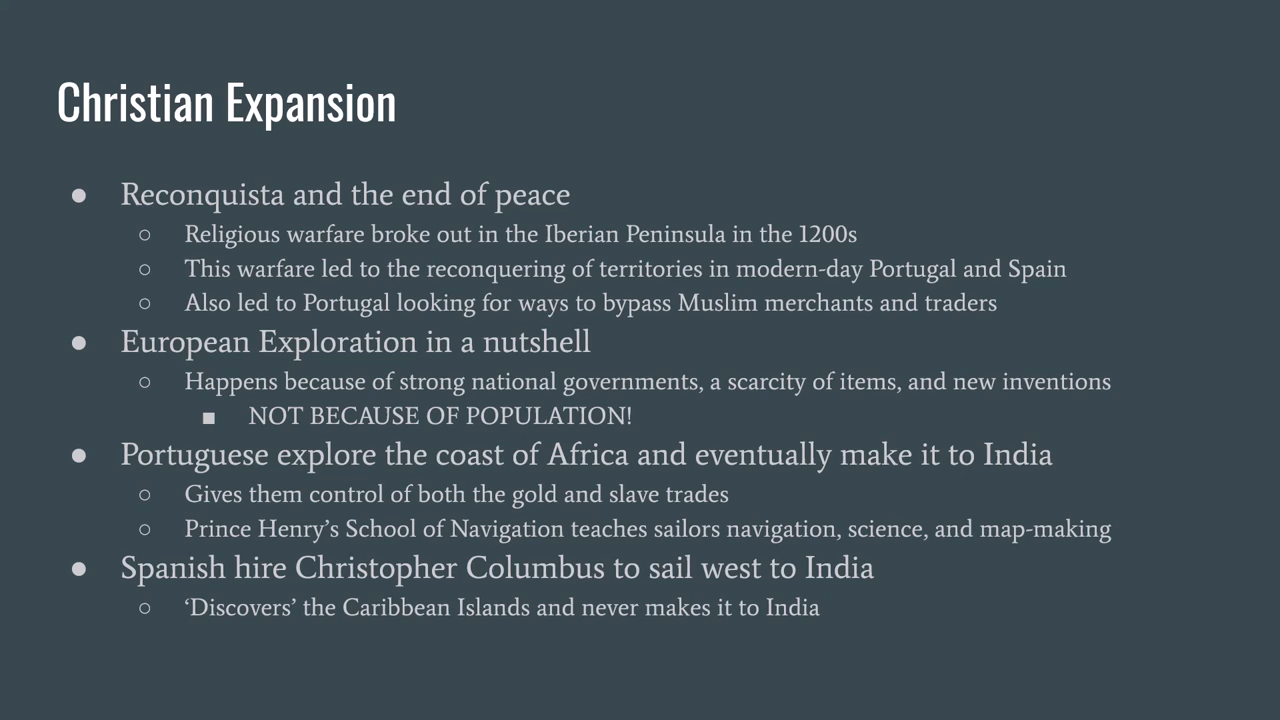 Christian Expansion
● Reconquista and the end of peace
○ Religious warfare broke out in the Iberian Peninsula in the 1200s
○ This warfare led to the reconquering of territories in modern-day Portugal and Spain
○ Also led to Portugal looking for ways to bypass Muslim merchants and traders
● European Exploration in a nutshell
○ Happens because of strong national governments, a scarcity of items, and new inventions
■ NOT BECAUSE OF POPULATION!
● Portuguese explore the coast of Africa and eventually make it to India
○ Gives them control of both the gold and slave trades
○ Prince Henry’s School of Navigation teaches sailors navigation, science, and map-making
● Spanish hire Christopher Columbus to sail west to India
○ ‘Discovers’ the Caribbean Islands and never makes it to India